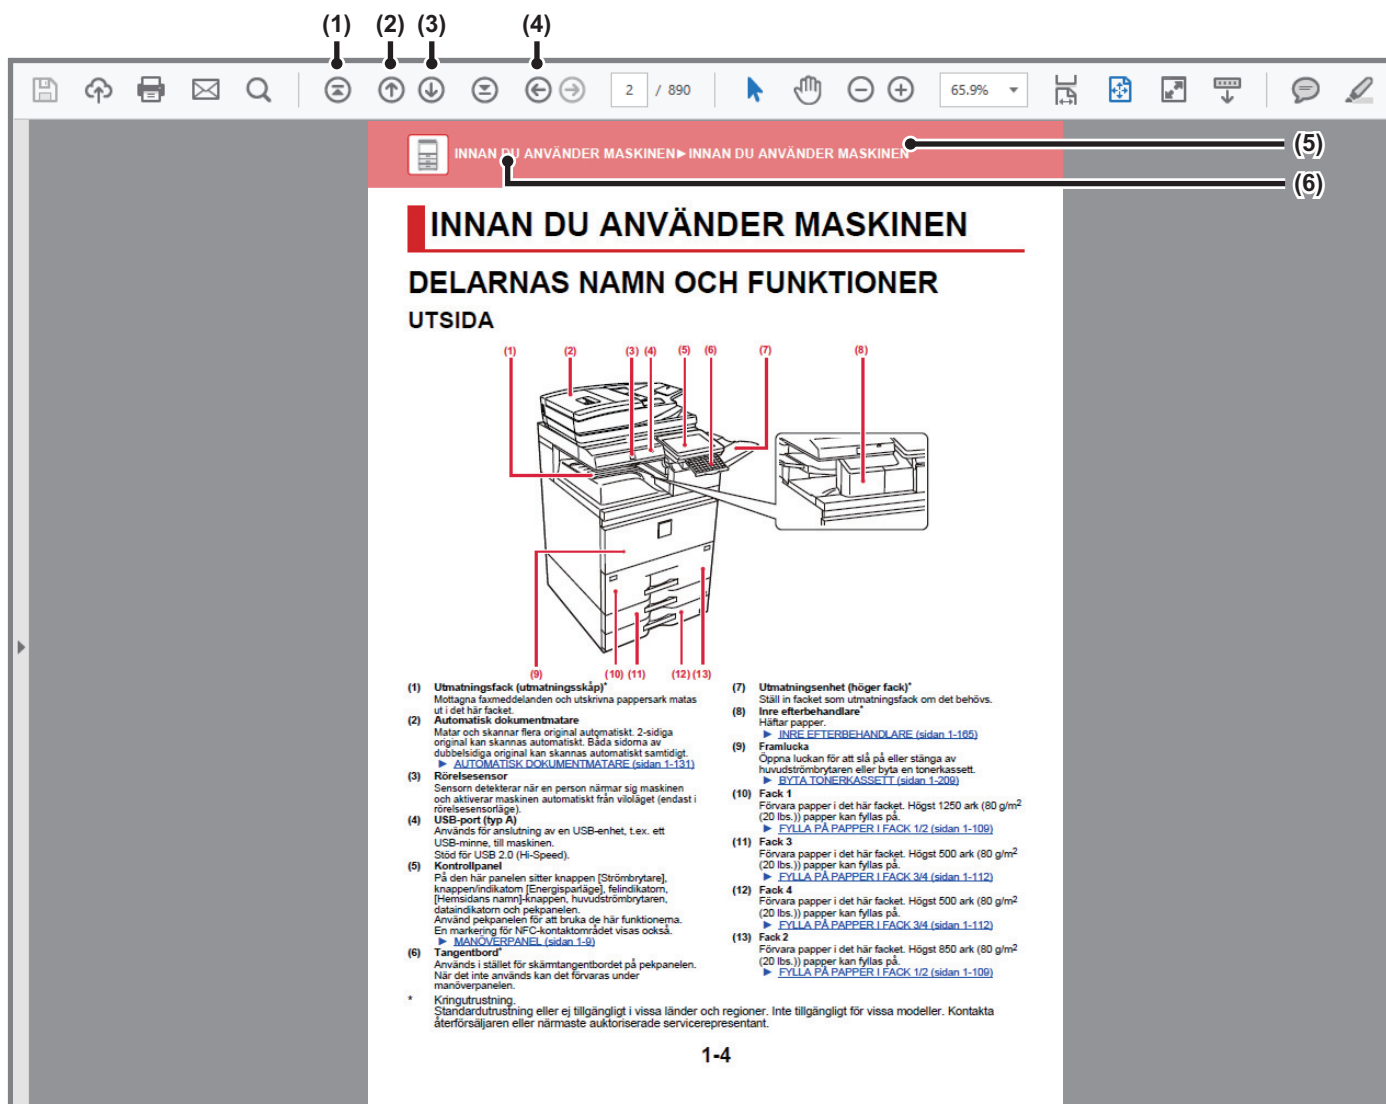 (1) (2) (3) (4)
2 / 890 65.9%
INNAN DU ANVÄNDER MASKINEN►INNAN DU ANVÄNDER MASKINEN
(5)
(6)
INNAN DU ANVÄNDER MASKINEN
DELARNAS NAMN OCH FUNKTIONER
UTSIDA
(1) (2) (3) (4) (5) (6) (7) (8)
(9) (10) (11) (12) (13)
(1) Utmatningsfack (utmatningsskåp)*
Mottagna faxmeddelanden och utskrivna pappersark matas
ut i det här facket.
(2) Automatisk dokumentmatare
Matar och skannar flera original automatiskt. 2-sidiga
original kan skannas automatiskt. Båda sidorna av
dubbelsidiga original kan skannas automatiskt samtidigt.
► AUTOMATISK DOKUMENTMATARE (sidan 1-131)
(3) Rörelsesensor
Sensorn detekterar när en person närmar sig maskinen
och aktiverar maskinen automatiskt från viloläget (endast i
rörelsesensorläge).
(4) USB-port (typ A)
Används för anslutning av en USB-enhet, t.ex. ett
USB-minne, till maskinen.
Stöd för USB 2.0 (Hi-Speed).
(5) Kontrollpanel
På den här panelen sitter knappen [Strömbrytare],
knappen/indikatorn [Energisparläge], felindikatorn,
[Hemsidans namn]-knappen, huvudströmbrytaren,
dataindikatorn och pekpanelen.
Använd pekpanelen för att bruka de här funktionerna.
En markering för NFC-kontaktområdet visas också.
► MANÖVERPANEL (sidan 1-9)
(6) Tangentbord*
Används i stället för skärmtangentbordet på pekpanelen.
När det inte används kan det förvaras under
manöverpanelen.
(7) Utmatningsenhet (höger fack)*
Ställ in facket som utmatningsfack om det behövs.
(8) Inre efterbehandlare*
Häftar papper.
► INRE EFTERBEHANDLARE (sidan 1-165)
(9) Framlucka
Öppna luckan för att slå på eller stänga av
huvudströmbrytaren eller byta en tonerkassett.
► BYTA TONERKASSETT (sidan 1-209)
(10) Fack 1
Förvara papper i det här facket. Högst 1250 ark (80 g/m2
(20 lbs.)) papper kan fyllas på.
► FYLLA PÅ PAPPER I FACK 1/2 (sidan 1-109)
(11) Fack 3
Förvara papper i det här facket. Högst 500 ark (80 g/m2
(20 lbs.)) papper kan fyllas på.
► FYLLA PÅ PAPPER I FACK 3/4 (sidan 1-112)
(12) Fack 4
Förvara papper i det här facket. Högst 500 ark (80 g/m2
(20 lbs.)) papper kan fyllas på.
► FYLLA PÅ PAPPER I FACK 3/4 (sidan 1-112)
(13) Fack 2
Förvara papper i det här facket. Högst 850 ark (80 g/m2
(20 lbs.)) papper kan fyllas på.
► FYLLA PÅ PAPPER I FACK 1/2 (sidan 1-109)
* Kringutrustning.
Standardutrustning eller ej tillgängligt i vissa länder och regioner. Inte tillgängligt för vissa modeller. Kontakta
återförsäljaren eller närmaste auktoriserade servicerepresentant.
1-4